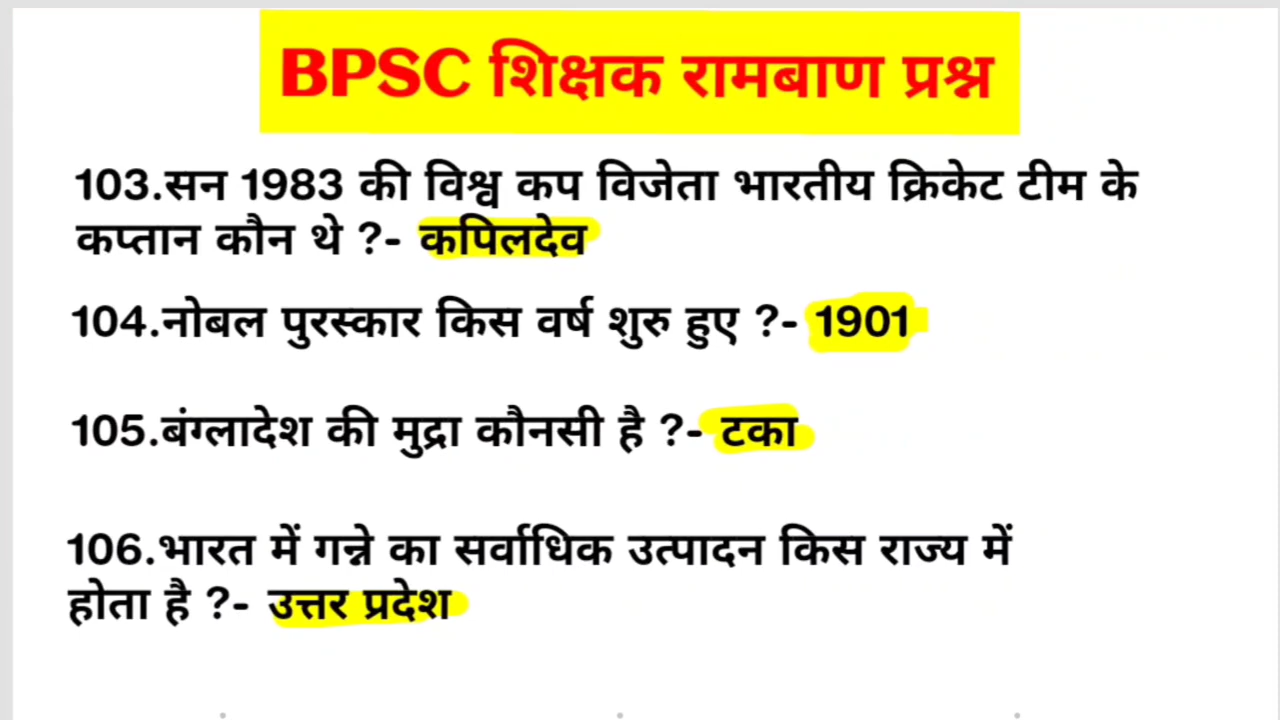 BPSC शिक्षक रामबाण प्रश्न
103.सन 1983 की विश्व कप विजेता भारतीय क्रिकेट टीम के
कप्तान कौन थे ?- कपिलदेव
104.नोबल पुरस्कार किस वर्ष शुरु हुए ?- 1901
105.बंग्लादेश की मुद्रा कौनसी है ?- टका
106.भारत में गन्ने का सर्वाधिक उत्पादन किस राज्य में
होता है ?- उत्तर प्रदेश